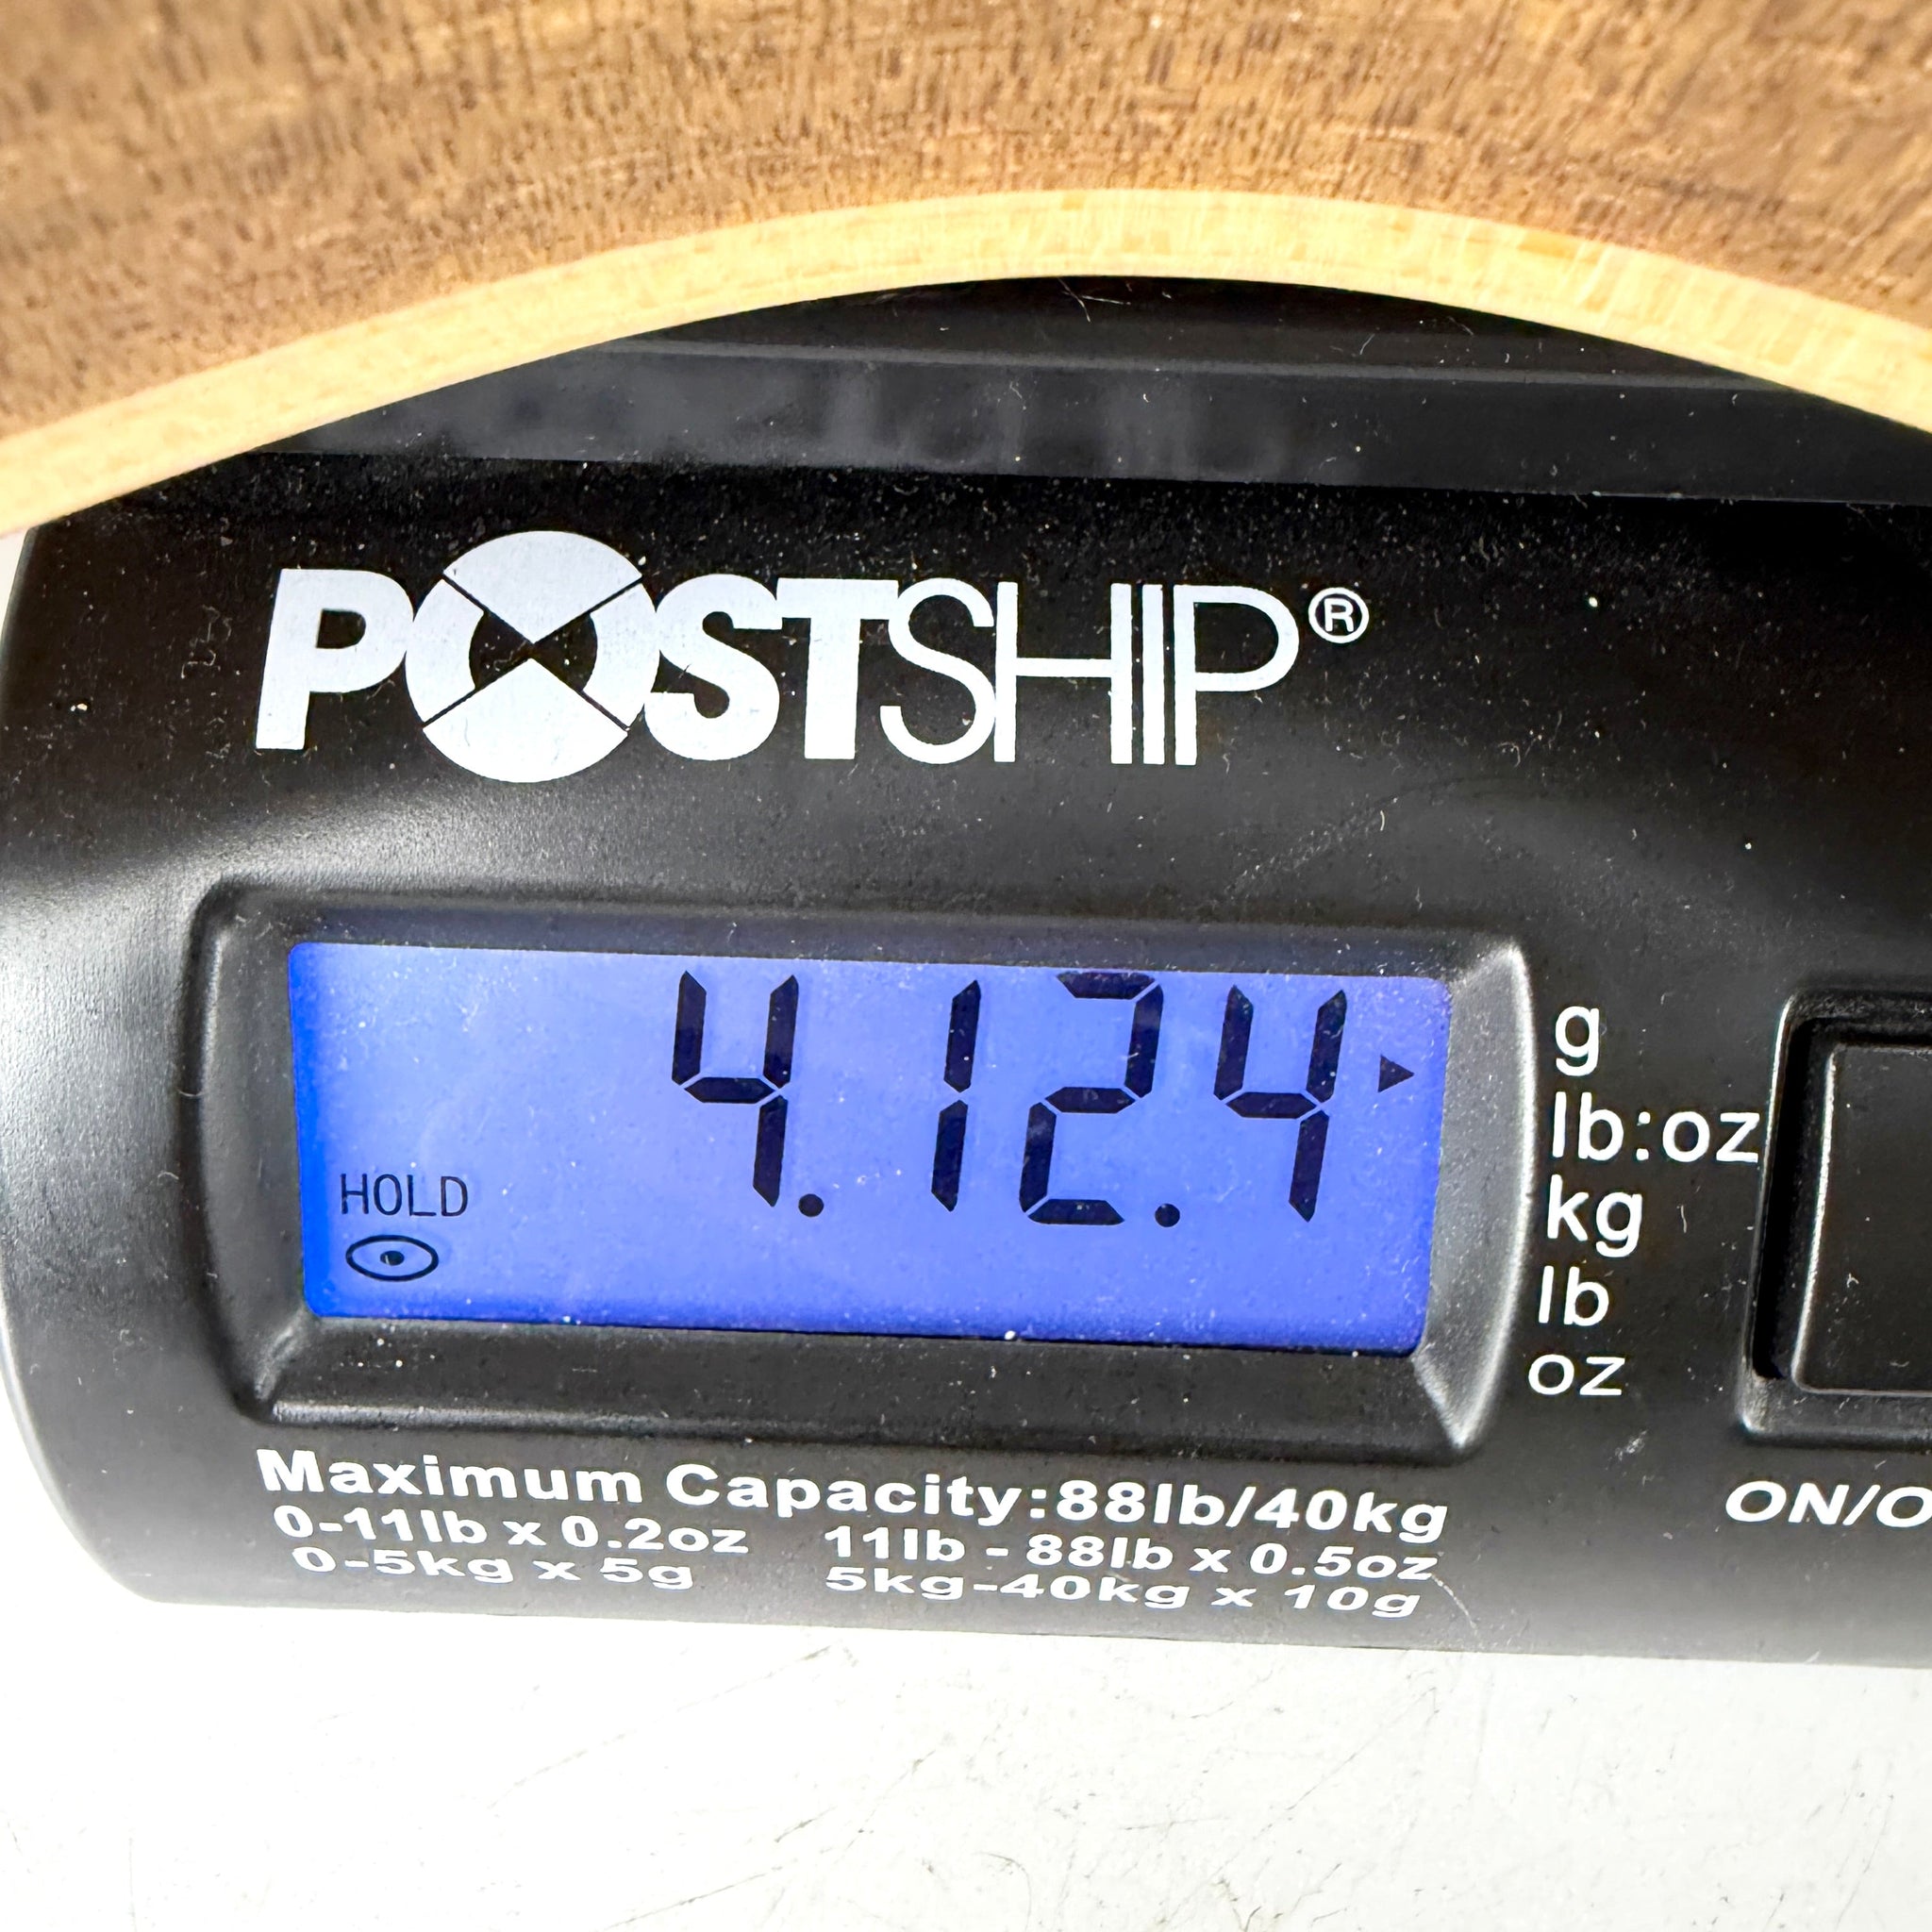 POSTSHIP®
4.12.4
HOLD
g
lb:oz
kg
lb
oz
Maximum Capacity:88lb/40kg
0-11lb x 0.2oz 11lb - 88lb x 0.5oz
0-5kg x 5g 5kg-40kg x 10g
ON/O